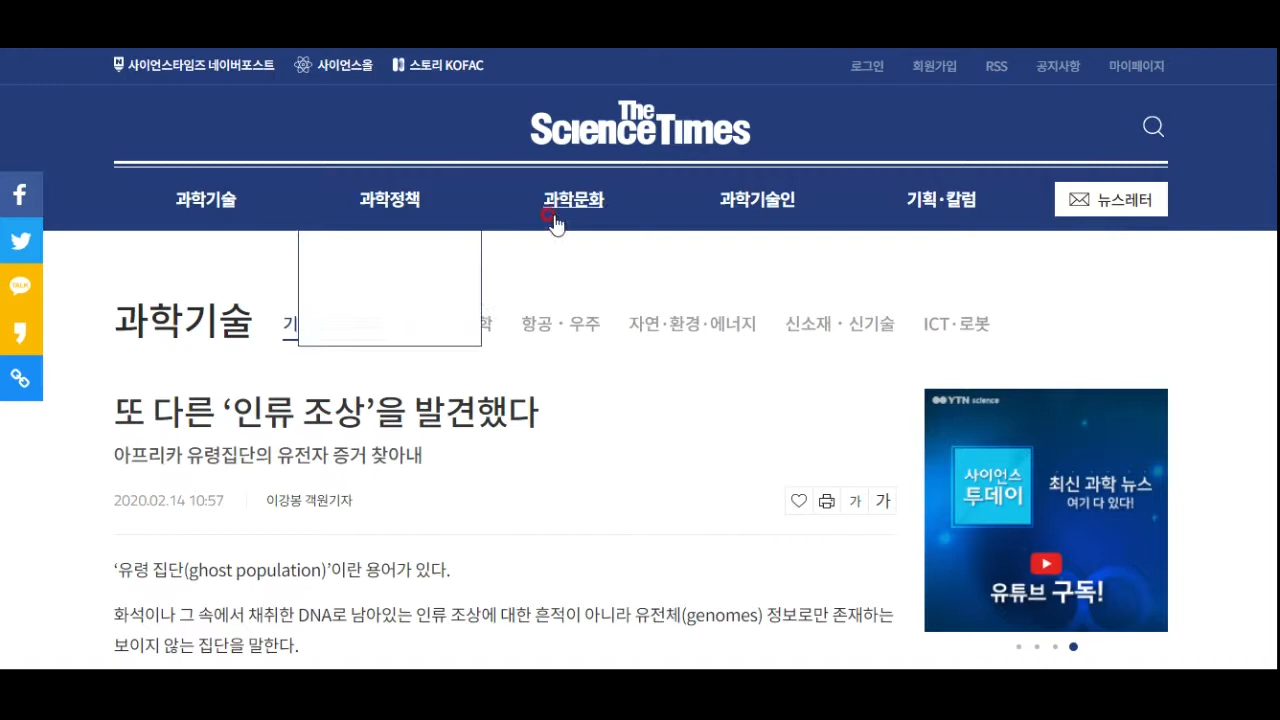 사이언스타임즈 네이버포스트 사이언스올 스토리 KOFAC
로그인 회원가입 RSS 공지사항 마이페이지
The
ScienceTimes
과학기술 과학정책 과학문화 과학기술인 기획·칼럼 뉴스레터
과학기술 기 학 항공·우주 자연·환경·에너지 신소재·신기술 ICT·로봇
또 다른 ‘인류 조상’을 발견했다
아프리카 유령집단의 유전자 증거 찾아내
2020.02.14 10:57 이강봉 객원기자
가 가
‘유령 집단(ghost population)’이란 용어가 있다.
화석이나 그 속에서 채취한 DNA로 남아있는 인류 조상에 대한 흔적이 아니라 유전체(genomes) 정보로만 존재하는
보이지 않는 집단을 말한다.
YTN science
사이언스
투데이
최신 과학 뉴스
여기 다 있다!
유튜브 구독!
TALK